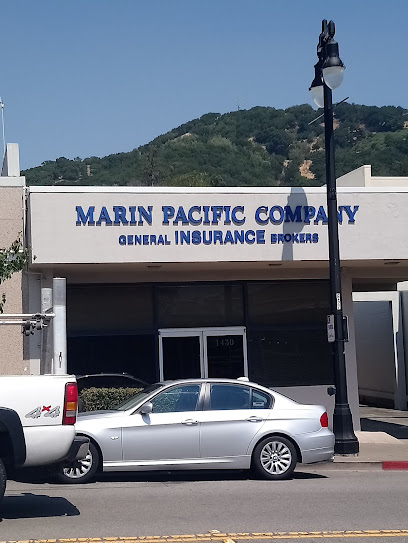 MARIN PACIFIC COMPANY
GENERAL INSURANCE BROKERS
1430
4x4